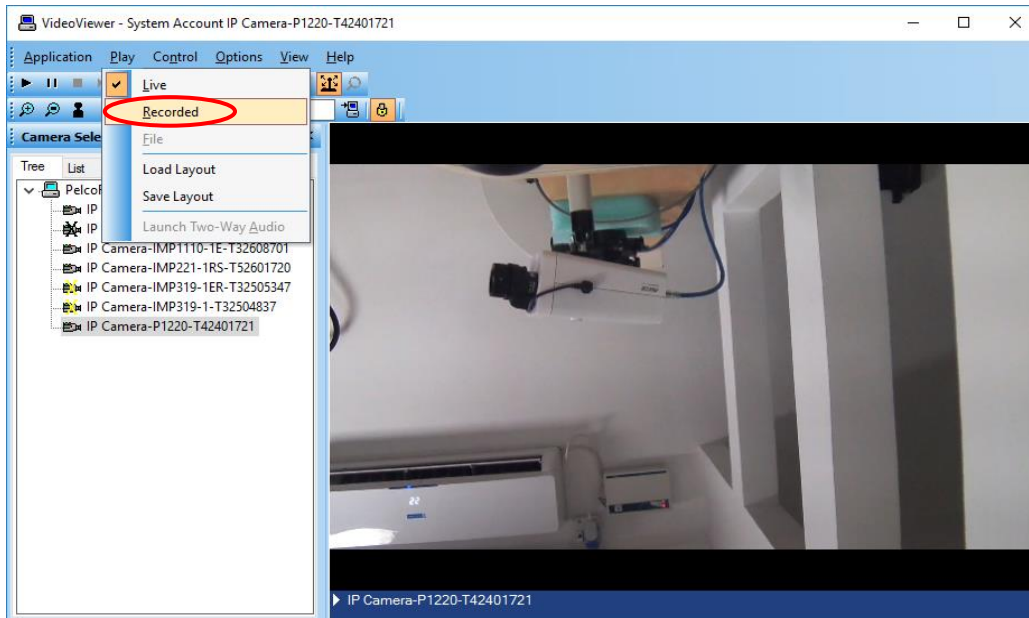 VideoViewer - System Account IP Camera-P1220-T42401721
Application Play Control Options View Help
Live
Recorded
File
Load Layout
Save Layout
Launch Two-Way Audio
Camera Sele
Tree List
Pelco
IP
IP
IP Camera-IMP1110-1E-T32608701
IP Camera-IMP221-1RS-T52601720
IP Camera-IMP319-1ER-T32505347
IP Camera-IMP319-1-T32504837
IP Camera-P1220-T42401721
IP Camera-P1220-T42401721